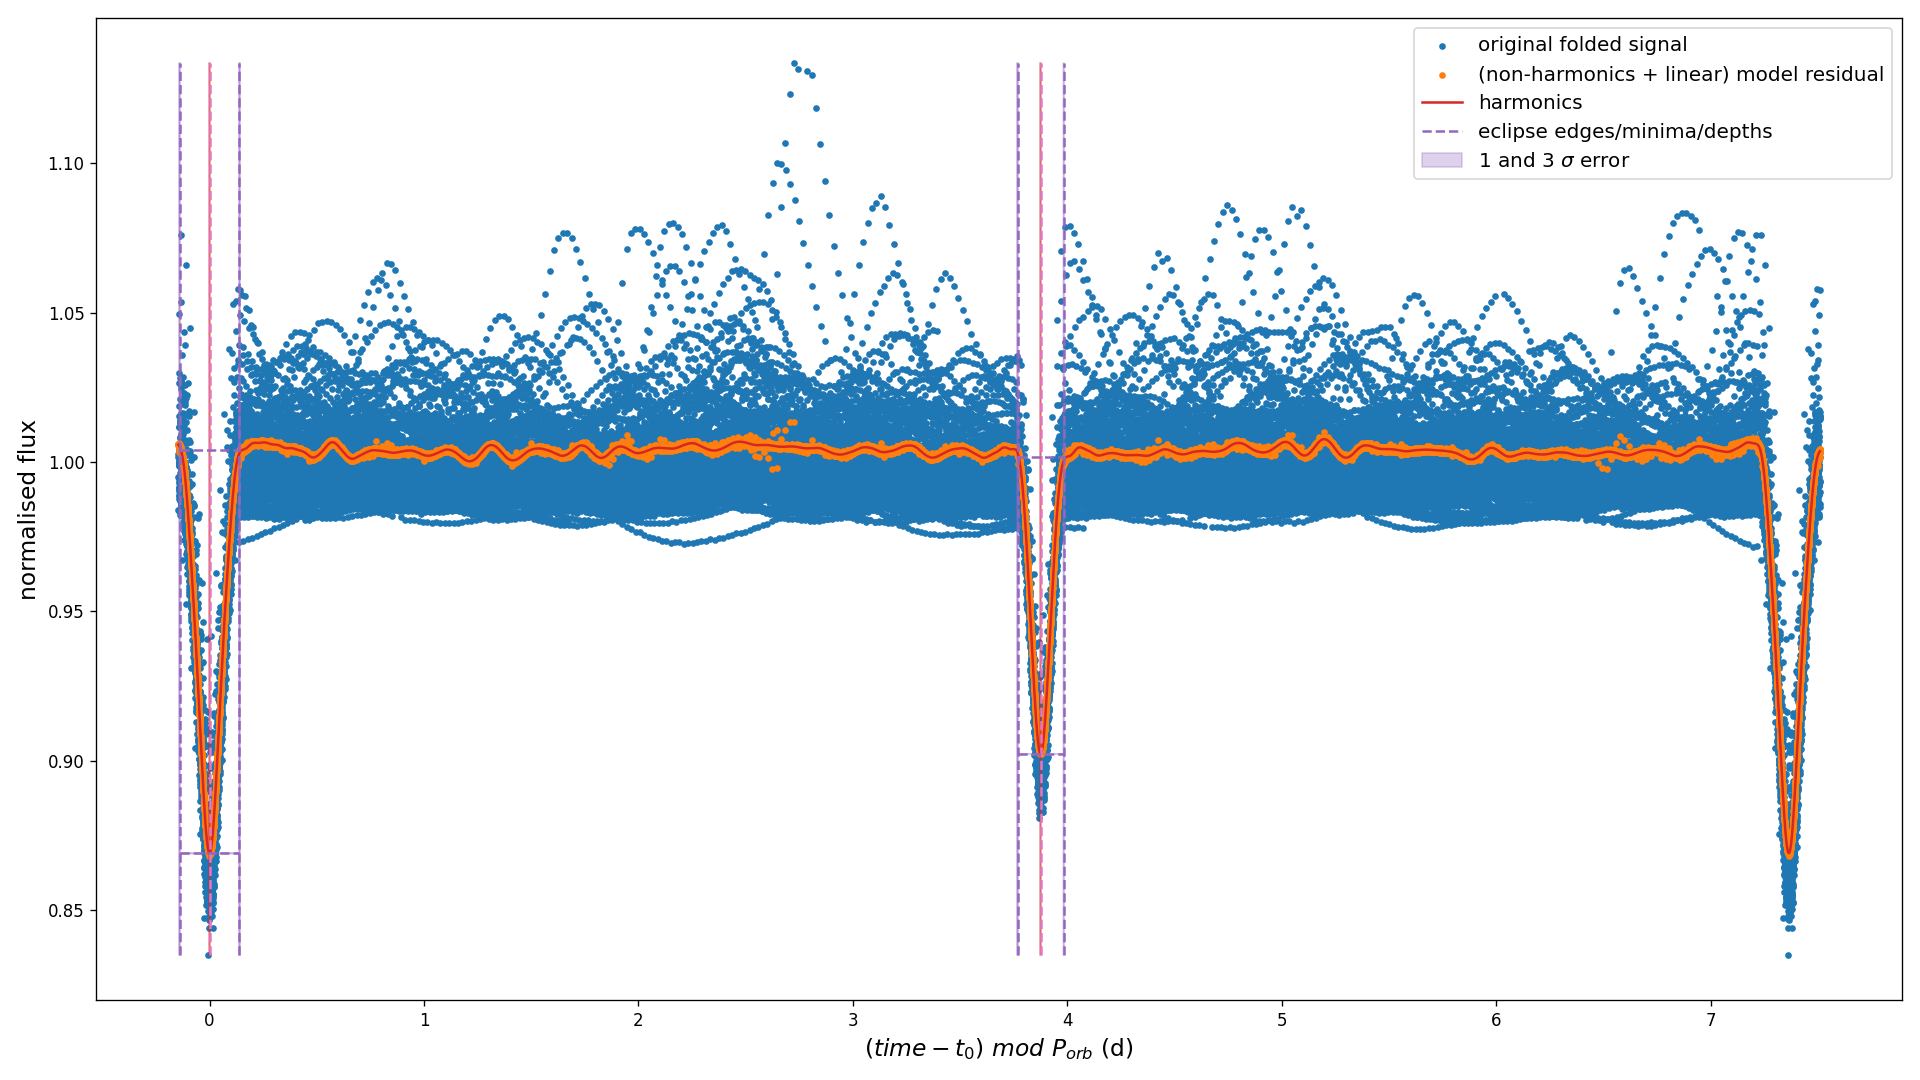 original folded signal
(non-harmonics + linear) model residual
harmonics
eclipse edges/minima/depths
1 and 3 σ error
normalised flux
1.10
1.05
1.00
0.95
0.90
0.85
0 1 2 3 4 5 6 7
(time − t₀) mod Pₒᵣb (d)